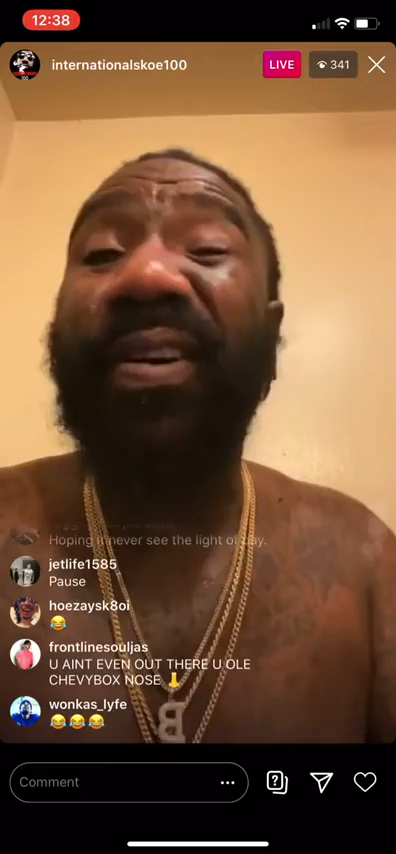 12:38
internationalskoe100
LIVE
341
Hoping it never see the light of day.
jetlife1585
Pause
hoezaysk8oi
😂
frontlinesouljas
U AINT EVEN OUT THERE U OLE
CHEVYBOX NOSE 👃
wonkas_lyfe
😂😂😂
B
Comment